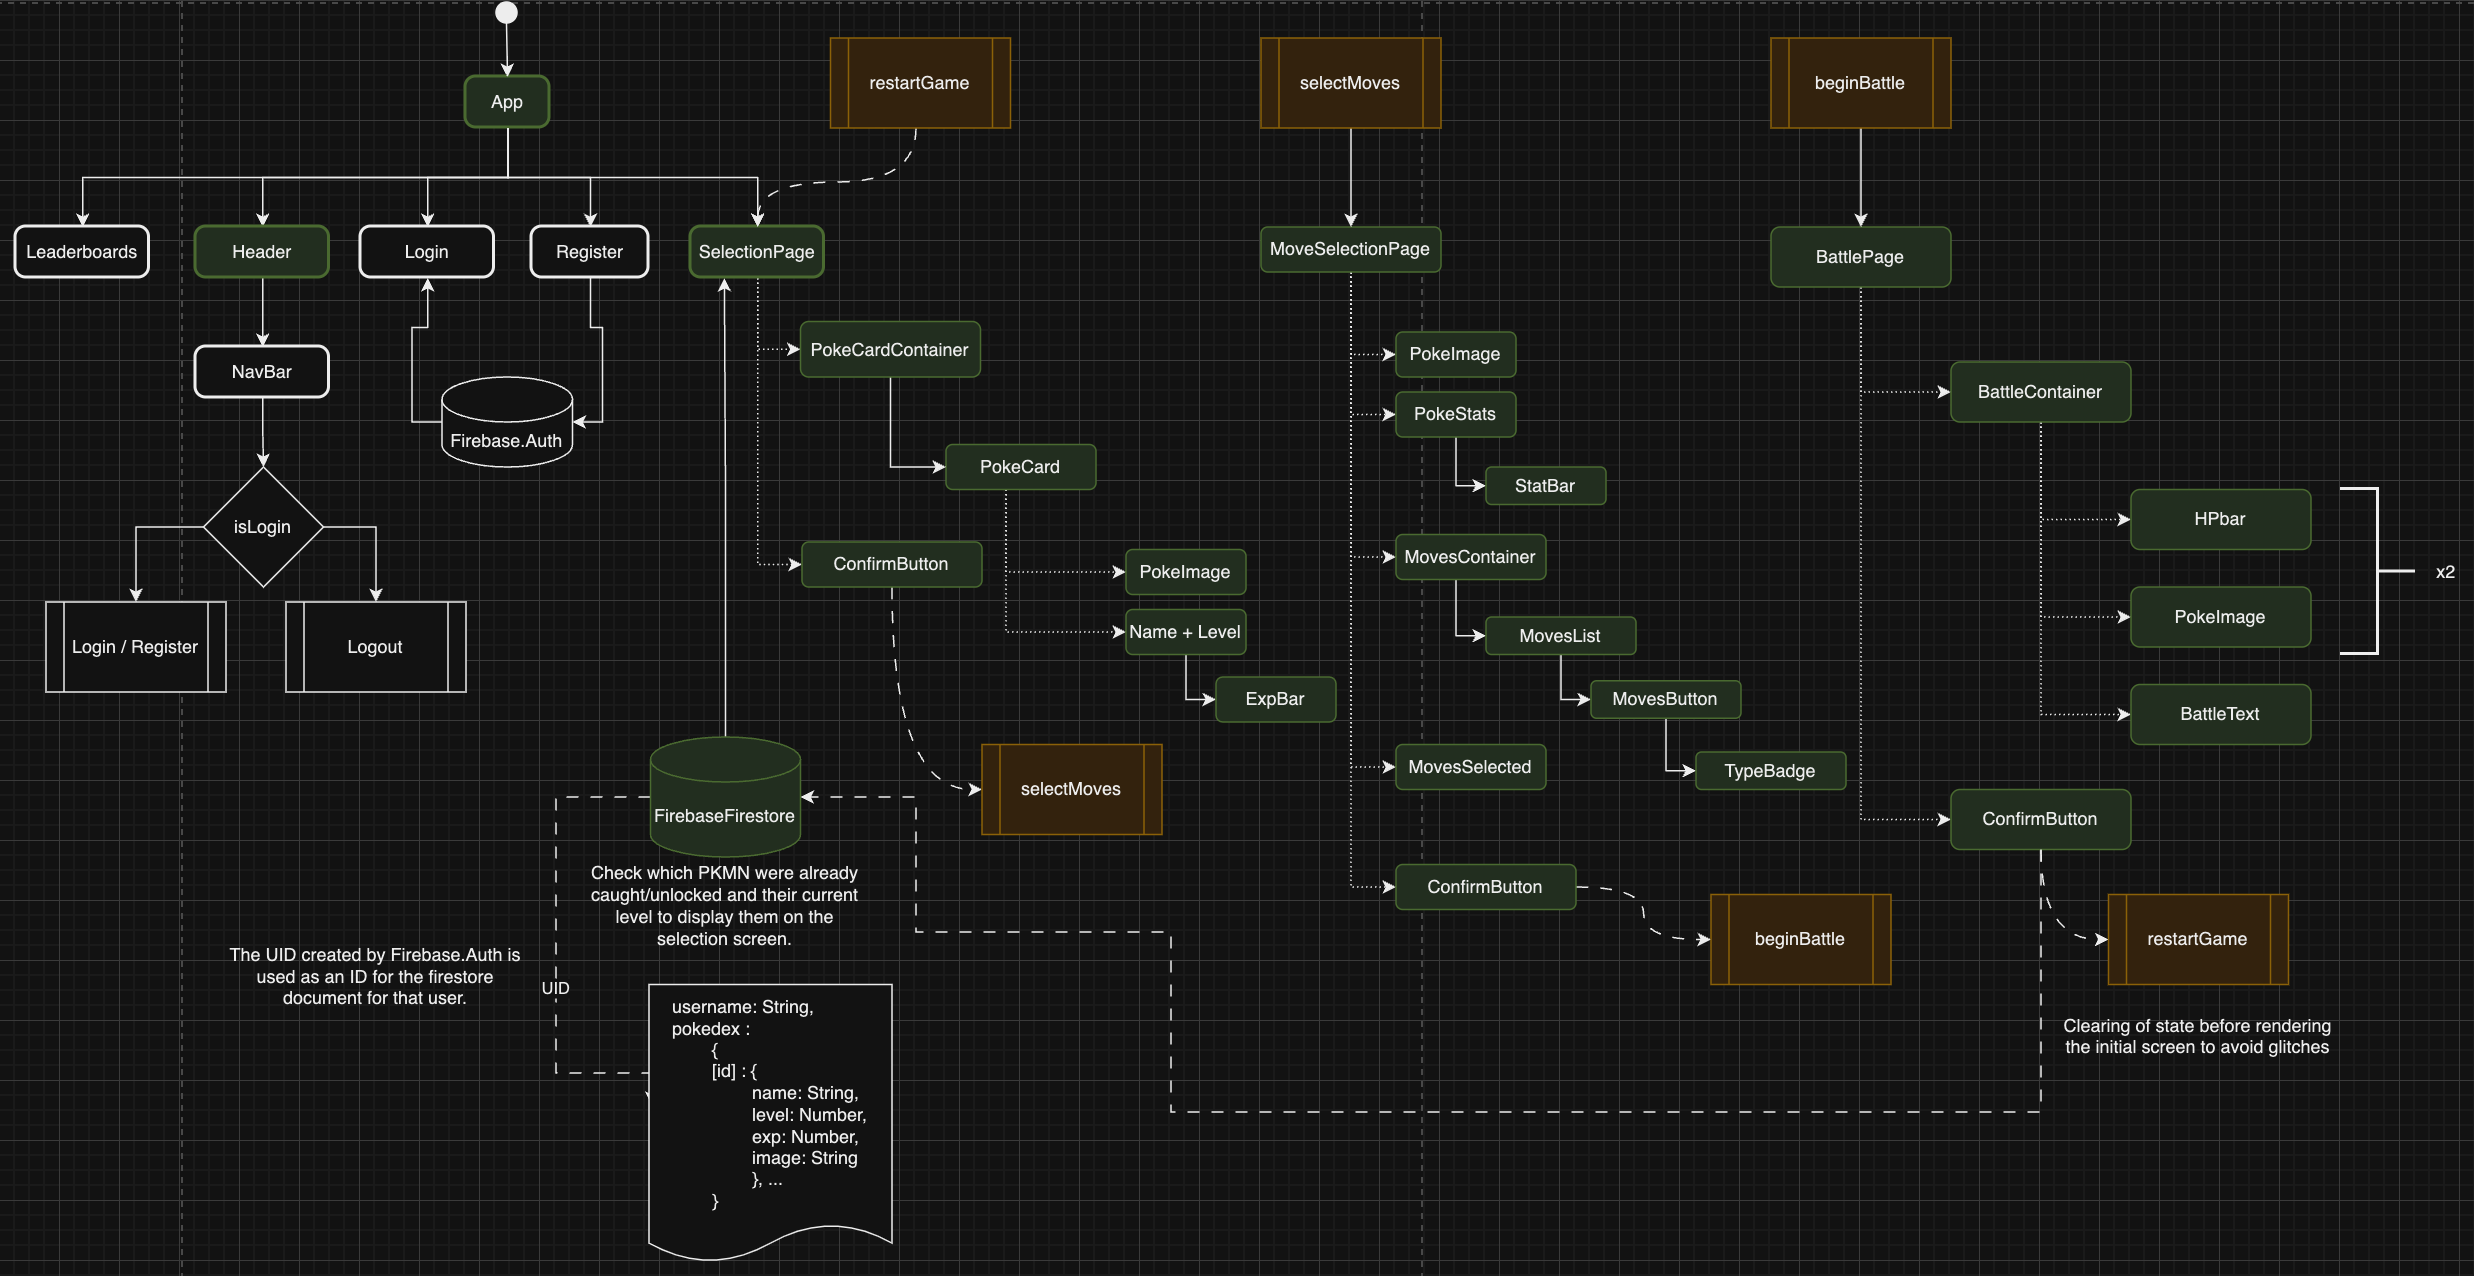 App
restartGame
selectMoves
beginBattle
Leaderboards
Header
Login
Register
SelectionPage
MoveSelectionPage
BattlePage
NavBar
Firebase.Auth
isLogin
Login / Register
Logout
PokeCardContainer
PokeCard
ConfirmButton
PokeImage
Name + Level
ExpBar
selectMoves
PokeImage
PokeStats
StatBar
MovesContainer
MovesList
MovesButton
TypeBadge
MovesSelected
ConfirmButton
beginBattle
BattleContainer
HPbar
PokeImage
x2
BattleText
ConfirmButton
restartGame
Clearing of state before rendering
the initial screen to avoid glitches
FirebaseFirestore
Check which PKMN were already
caught/unlocked and their current
level to display them on the
selection screen.
The UID created by Firebase.Auth is
used as an ID for the firestore
document for that user.
UID
username: String,
pokedex :
{
[id] : {
name: String,
level: Number,
exp: Number,
image: String
}, ...
}